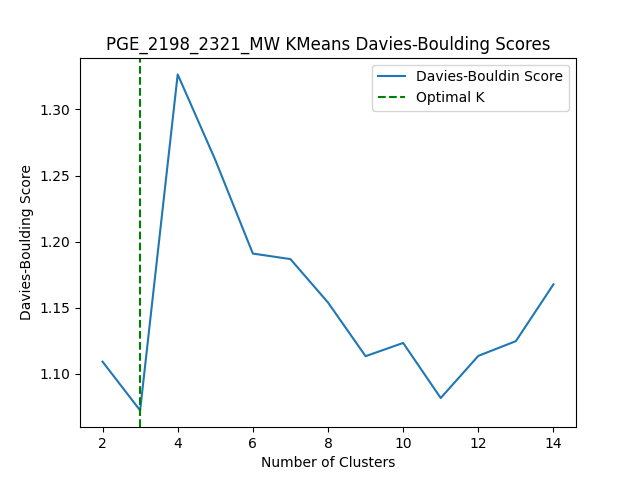 PGE_2198_2321_MW KMeans Davies-Boulding Scores
Davies-Bouldin Score
Optimal K
Davies-Boulding Score
1.30
1.25
1.20
1.15
1.10
2 4 6 8 10 12 14
Number of Clusters